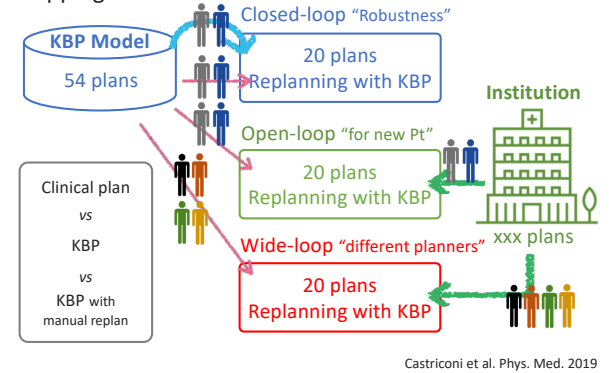 Closed-loop “Robustness”
KBP Model
54 plans
20 plans
Replanning with KBP
Institution
Open-loop “for new Pt”
20 plans
Replanning with KBP
xxx plans
Clinical plan
vs
KBP
vs
KBP with
manual replan
Wide-loop “different planners”
20 plans
Replanning with KBP
Castriconi et al. Phys. Med. 2019